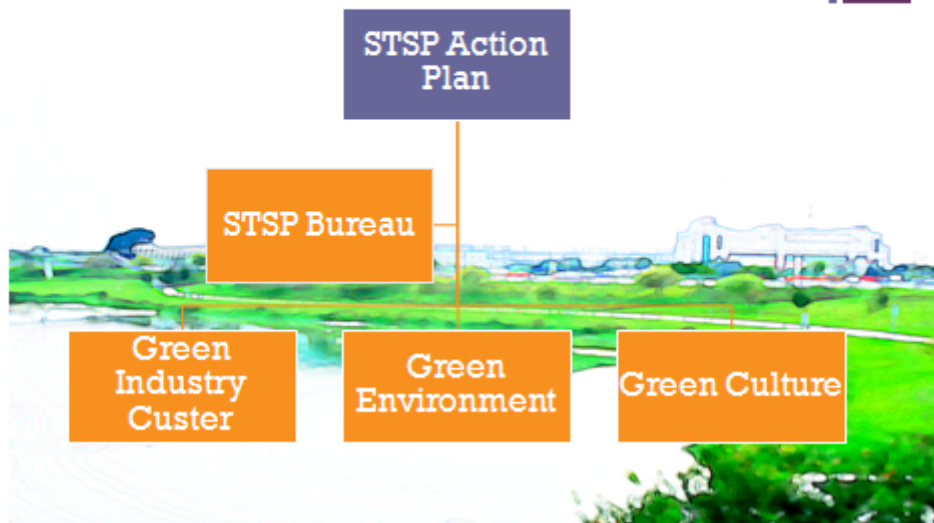 STSP Action
Plan
STSP Bureau
Green
Industry
Custer
Green
Environment
Green Culture